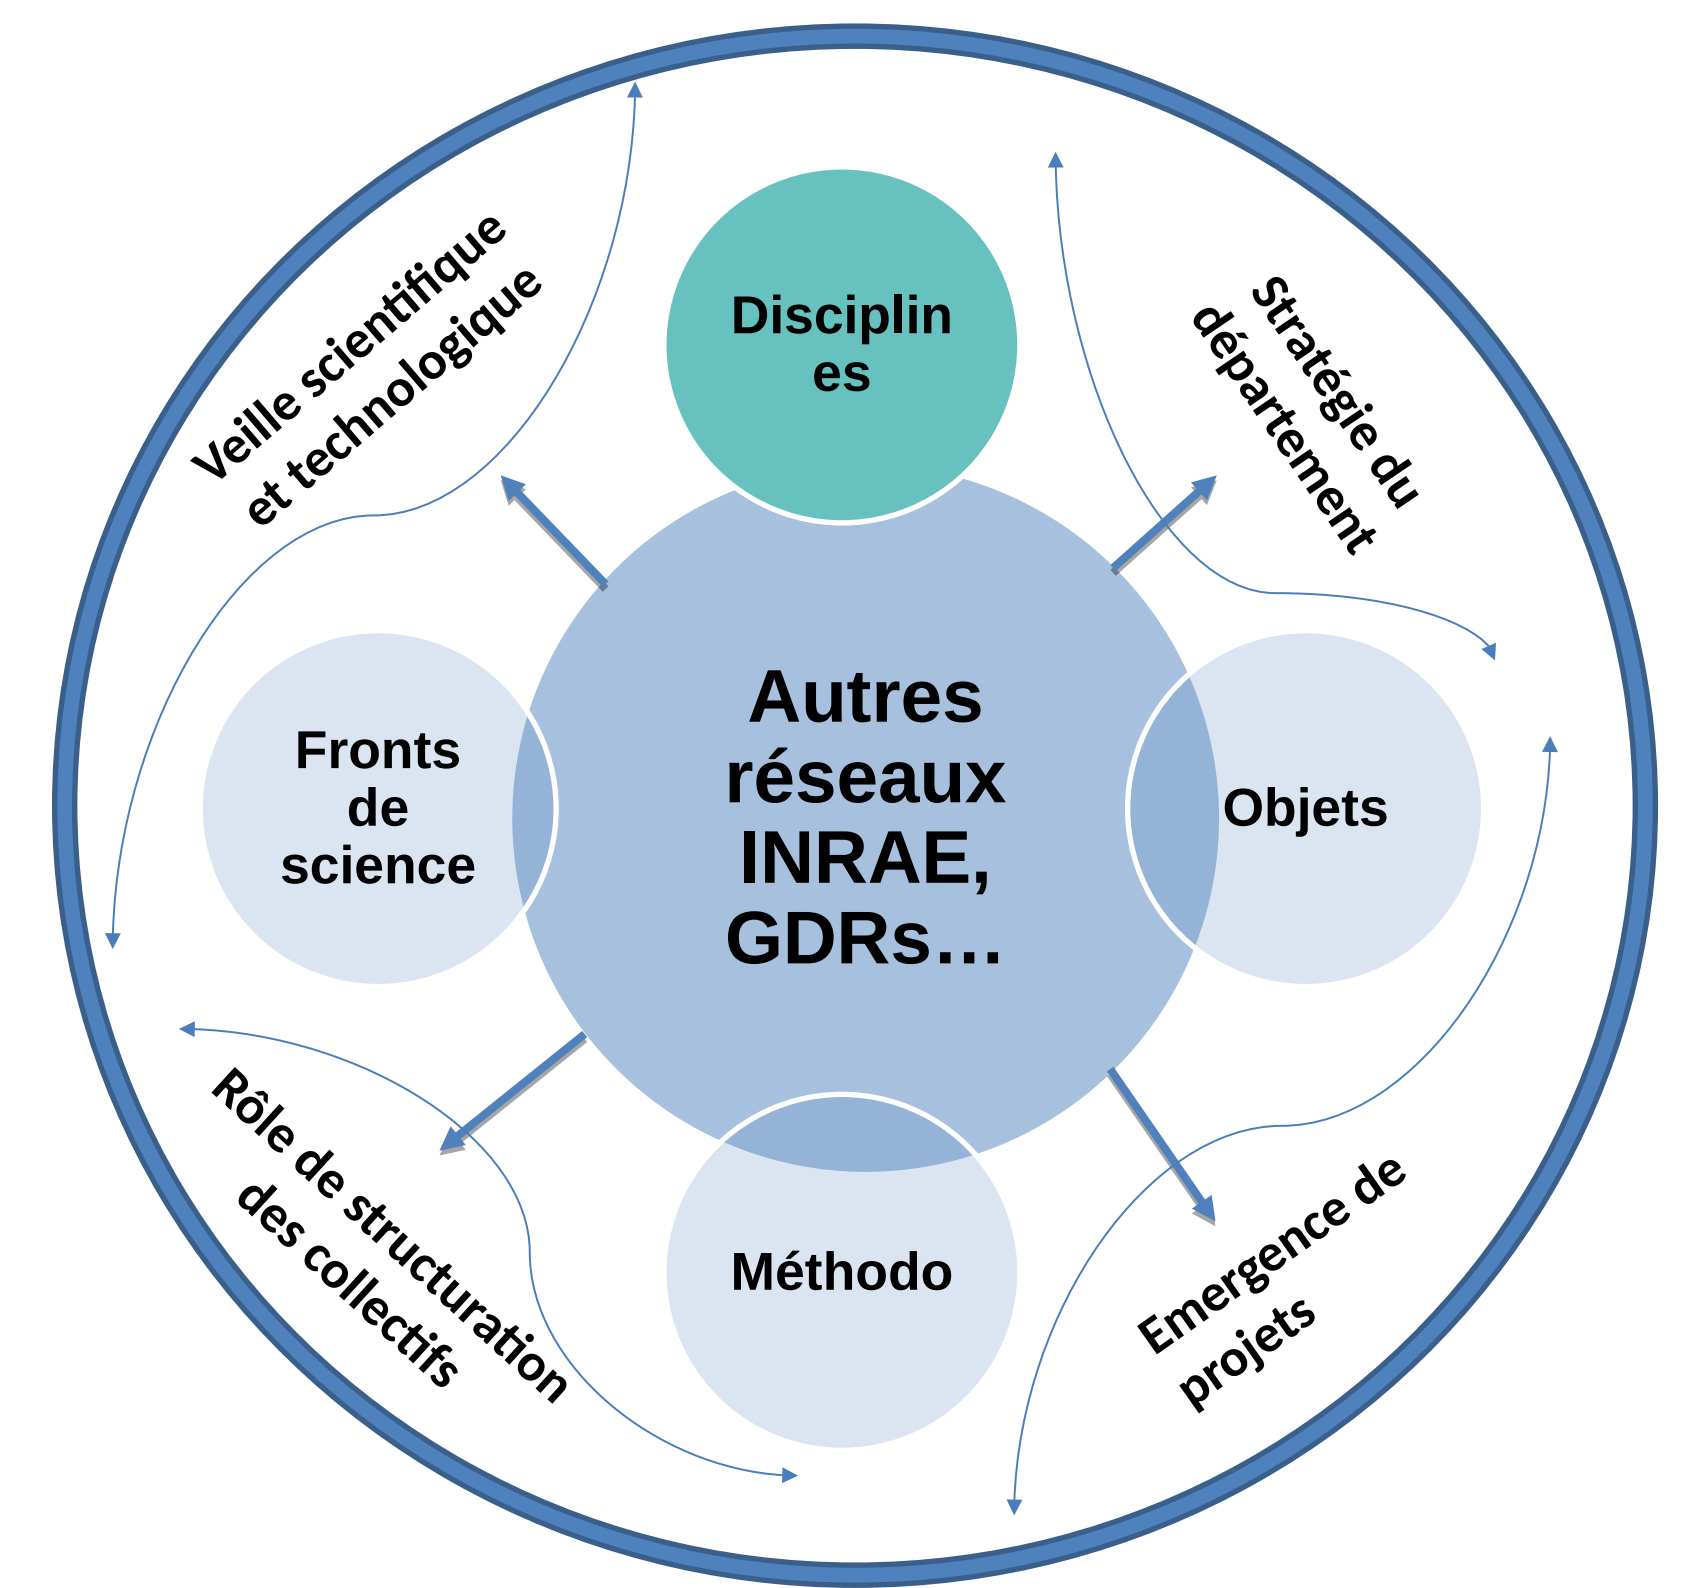 Veille scientifique
et technologique
Disciplin
es
Stratégie du
département
Fronts
de
science
Autres
réseaux
INRAE,
GDRs…
Objets
Rôle de structuration
des collectifs
Méthodo
Emergence de
projets